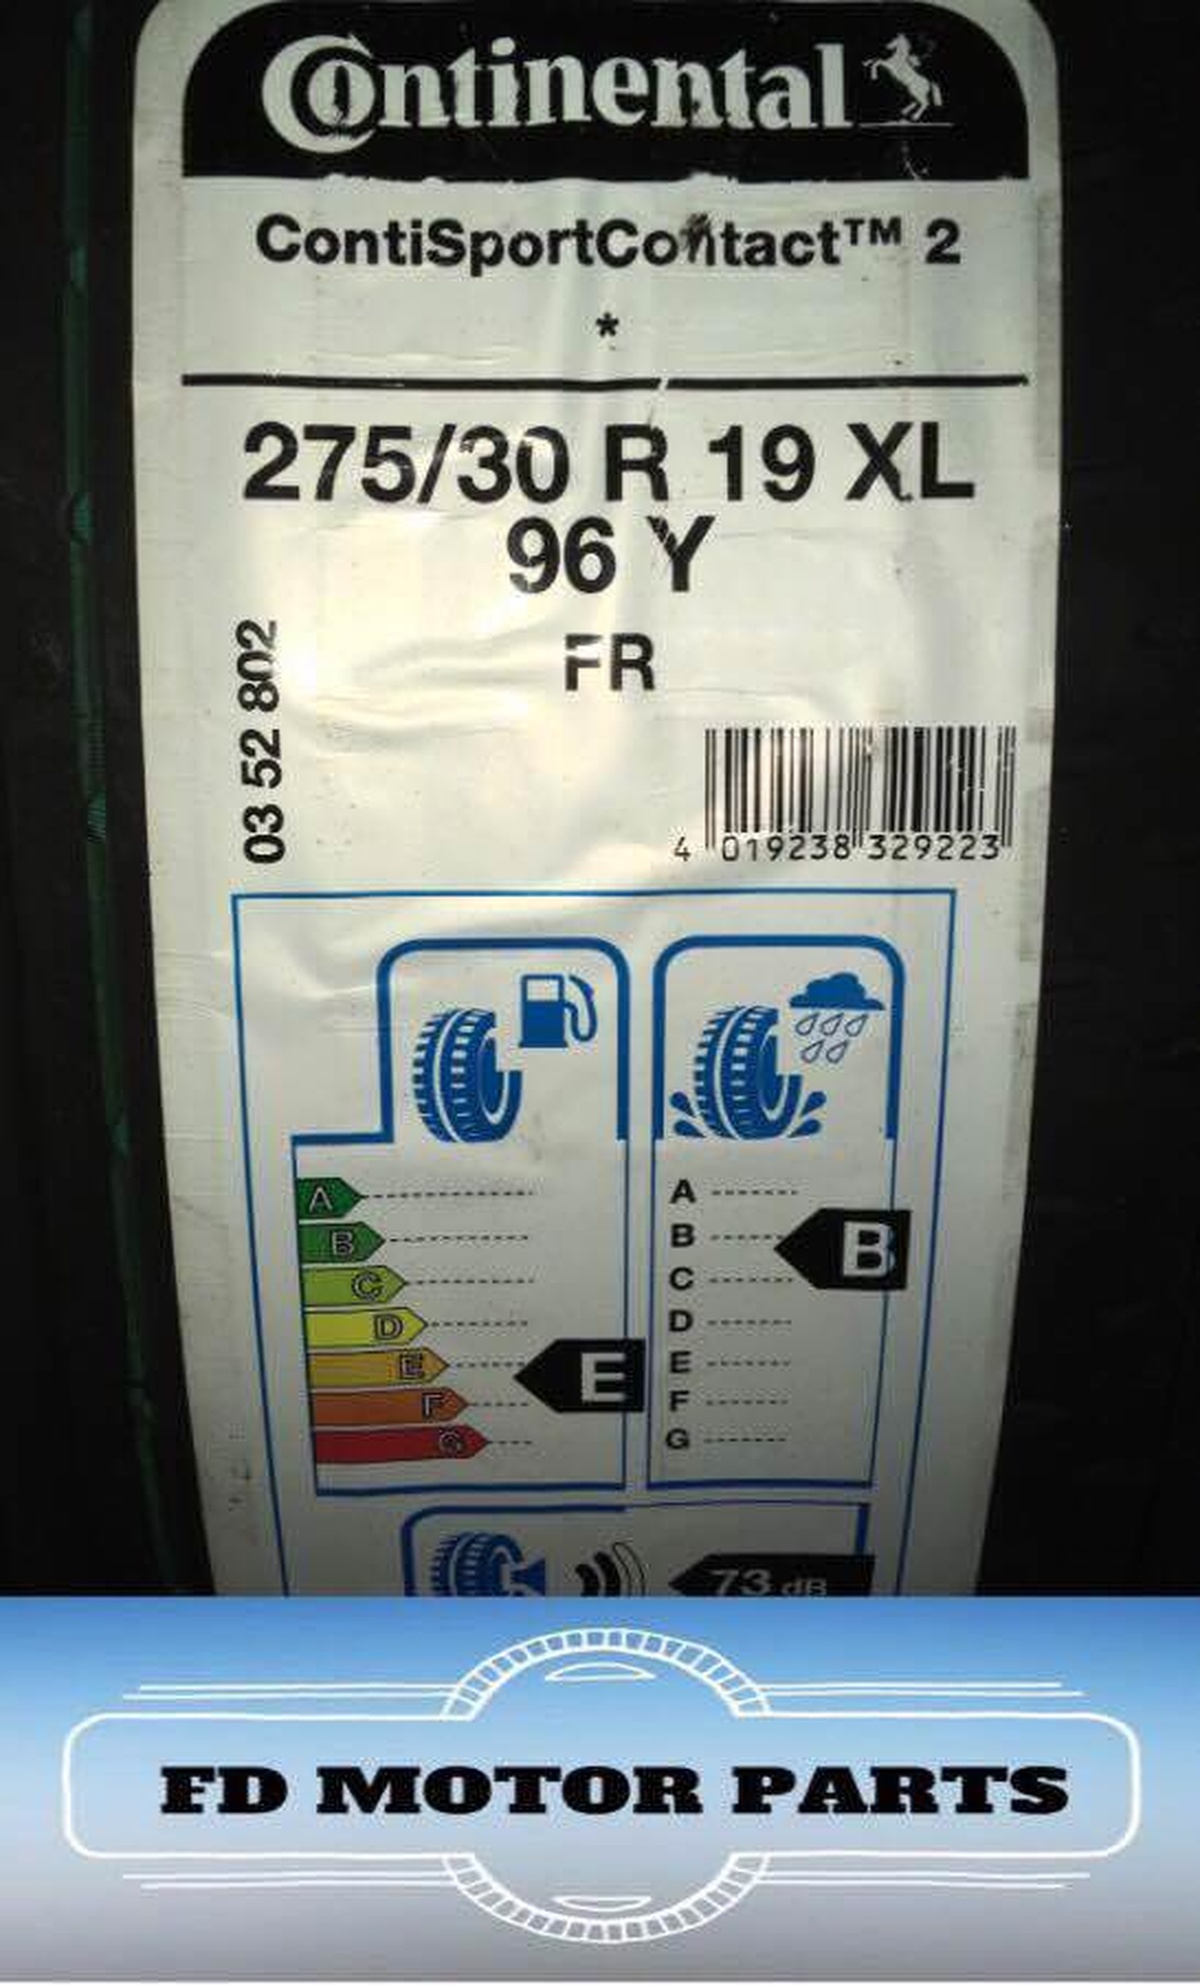 Continental
ContiSportContact™ 2
*
275/30 R 19 XL
96 Y
FR
03 52 802
4 019238 329223
A
B
C
D
E
F
G
E
A
B
C
D
E
F
G
B
73 dB
FD MOTOR PARTS